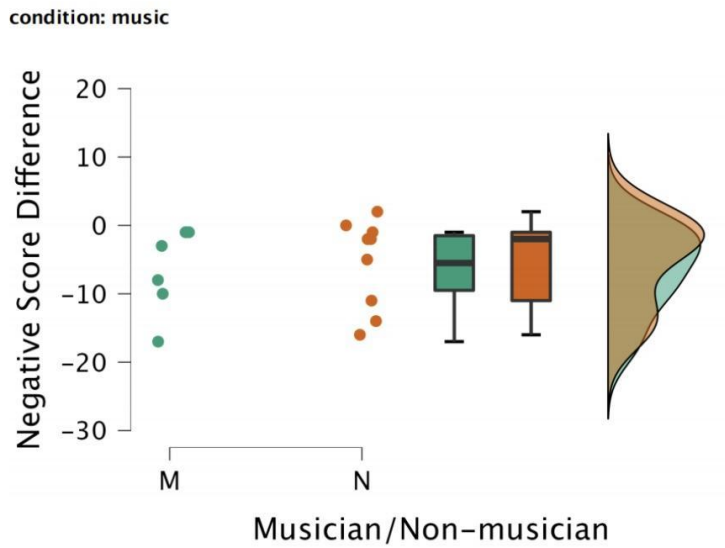 condition: music
Negative Score Difference
20
10
0
−10
−20
−30
M N
Musician/Non−musician